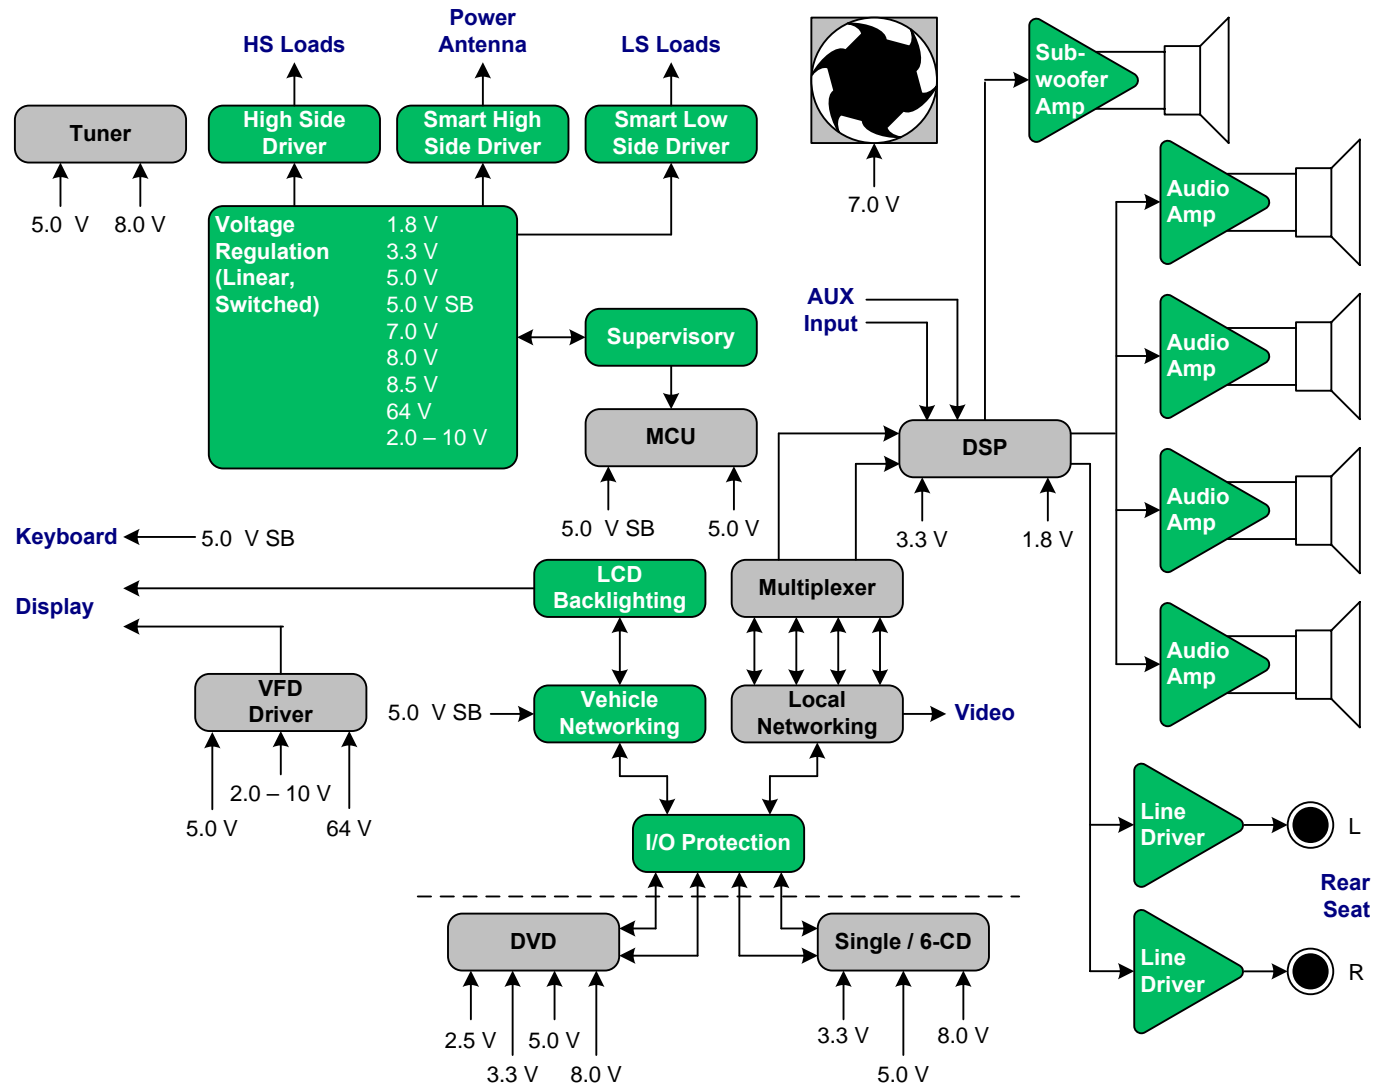 Power
Antenna
HS Loads
LS Loads
Tuner
5.0 V
8.0 V
High Side
Driver
Smart High
Side Driver
Smart Low
Side Driver
7.0 V
Sub-
woofer
Amp
Audio
Amp
Audio
Amp
Audio
Amp
Audio
Amp
Voltage
Regulation
(Linear,
Switched)
1.8 V
3.3 V
5.0 V
5.0 V SB
7.0 V
8.0 V
8.5 V
64 V
2.0 – 10 V
Supervisory
MCU
5.0 V SB
5.0 V
AUX
Input
DSP
3.3 V
1.8 V
Keyboard
5.0 V SB
Display
LCD
Backlighting
Multiplexer
VFD
Driver
5.0 V
2.0 – 10 V
64 V
5.0 V SB
Vehicle
Networking
Local
Networking
Video
I/O Protection
Line
Driver
L
Rear
Seat
Line
Driver
R
DVD
2.5 V
3.3 V
5.0 V
8.0 V
Single / 6-CD
3.3 V
5.0 V
8.0 V